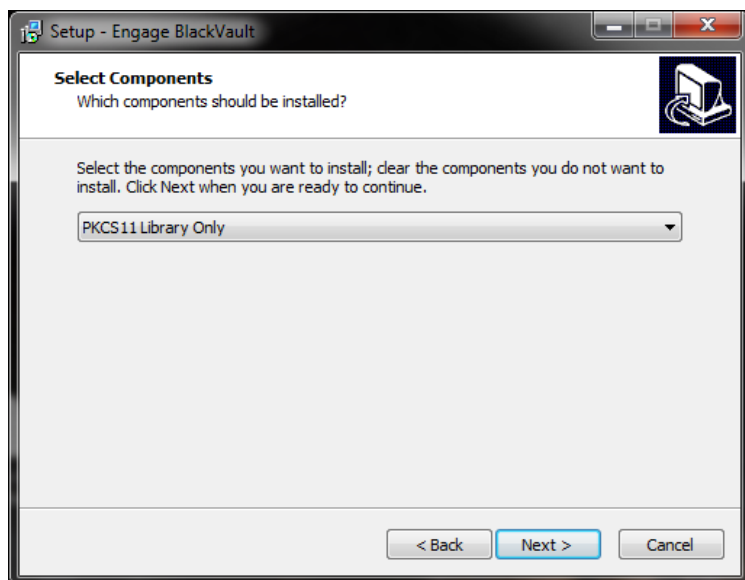 Setup - Engage BlackVault
Select Components
Which components should be installed?
Select the components you want to install; clear the components you do not want to
install. Click Next when you are ready to continue.
PKCS11 Library Only
< Back
Next >
Cancel